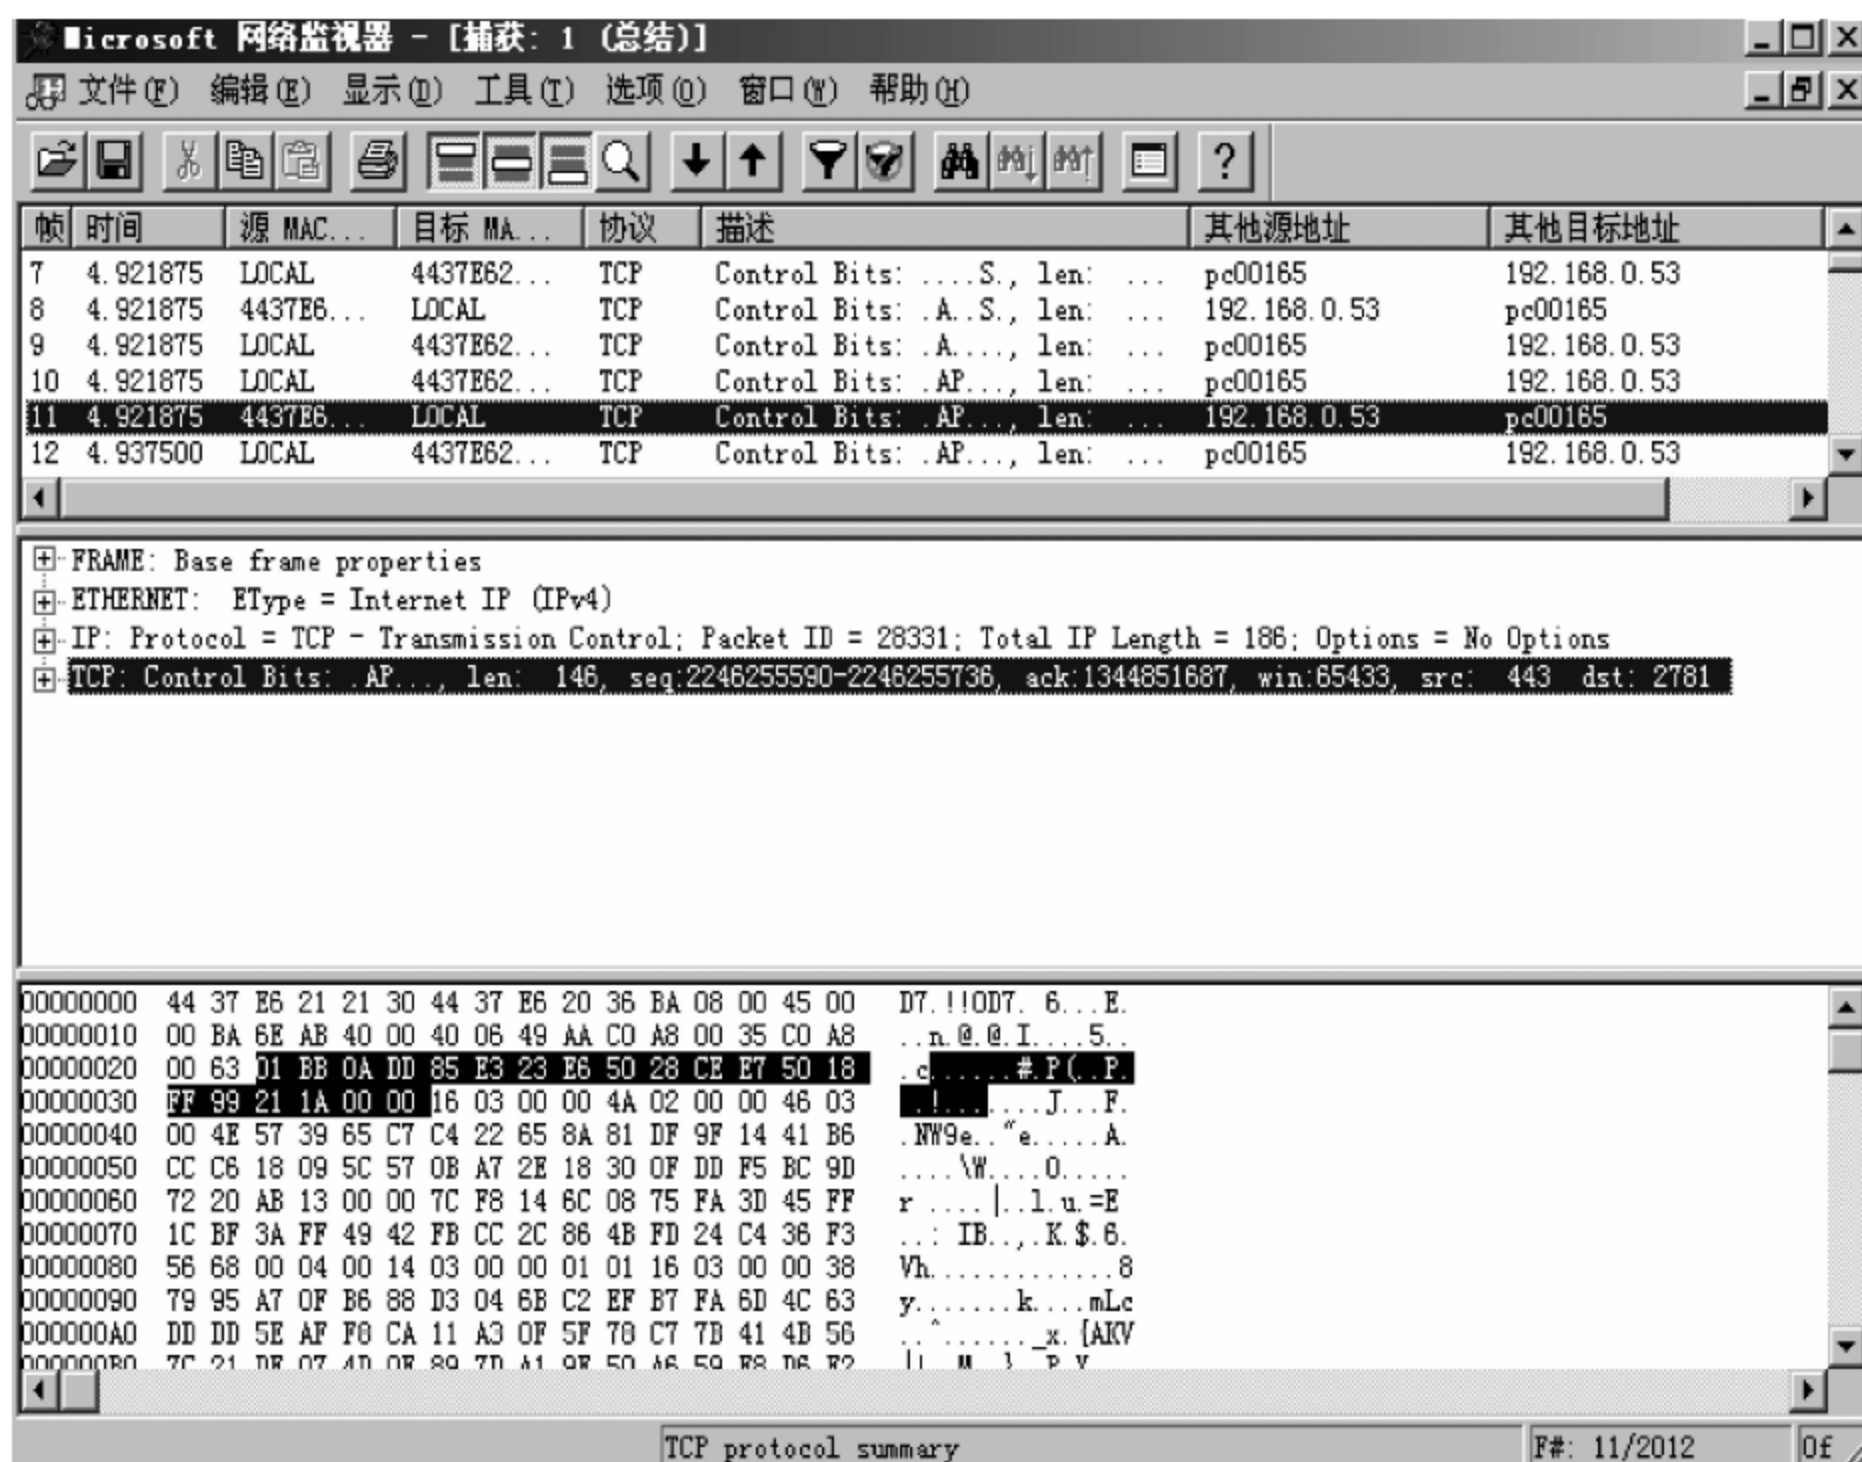 Microsoft 网络监视器 - [捕获: 1 (总结)]
文件(F) 编辑(E) 显示(D) 工具(T) 选项(O) 窗口(W) 帮助(H)
帧 时间 源 MAC... 目标 MA... 协议 描述 其他源地址 其他目标地址
7 4.921875 LOCAL 4437E62... TCP Control Bits: ....S., len: ... pc00165 192.168.0.53
8 4.921875 4437E6... LOCAL TCP Control Bits: .A..S., len: ... 192.168.0.53 pc00165
9 4.921875 LOCAL 4437E62... TCP Control Bits: .A...., len: ... pc00165 192.168.0.53
10 4.921875 LOCAL 4437E62... TCP Control Bits: .AP..., len: ... pc00165 192.168.0.53
11 4.921875 4437E6... LOCAL TCP Control Bits: .AP..., len: ... 192.168.0.53 pc00165
12 4.937500 LOCAL 4437E62... TCP Control Bits: .AP..., len: ... pc00165 192.168.0.53
FRAME: Base frame properties
ETHERNET: EType = Internet IP (IPv4)
IP: Protocol = TCP - Transmission Control; Packet ID = 28331; Total IP Length = 186; Options = No Options
TCP: Control Bits: .AP..., len: 146, seq:2246255590-2246255736, ack:1344851687, win:65433, src: 443 dst: 2781
00000000 44 37 E6 21 21 30 44 37 E6 20 36 BA 08 00 45 00 D7.!!0D7. 6...E.
00000010 00 BA 6E AB 40 00 40 06 49 AA C0 A8 00 35 C0 A8 ..n.@.@.I....5..
00000020 00 63 01 BB 0A DD 85 E3 23 E6 50 28 CE E7 50 18 .c......#.P(..P.
00000030 FF 99 21 1A 00 00 16 03 00 00 4A 02 00 00 46 03 .!.......J...F.
00000040 00 4E 57 39 65 C7 C4 22 65 8A 81 DF 9F 14 41 B6 .NW9e.."e.....A.
00000050 CC C6 18 09 5C 57 0B A7 2E 18 30 0F DD F5 BC 9D ....\W....0.....
00000060 72 20 AB 13 00 00 7C F8 14 6C 08 75 FA 3D 45 FF r ....|..l.u.=E
00000070 1C BF 3A FF 49 42 FB CC 2C 86 4B FD 24 C4 36 F3 ..: IB..,.K.$.6.
00000080 56 68 00 04 00 14 03 00 00 01 01 16 03 00 00 38 Vh.............8
00000090 79 95 A7 0F B6 88 D3 04 6B C2 EF B7 FA 6D 4C 63 y.......k....mLc
000000A0 DD DD 5E AF F8 CA 11 A3 0F 5F 78 C7 7B 41 4B 56 ..^......_x.{AKV
000000B0 7C 21 DE 07 4D 0E 89 7D A1 9E 50 A6 59 E8 D6 E2
TCP protocol summary F#: 11/2012 Of